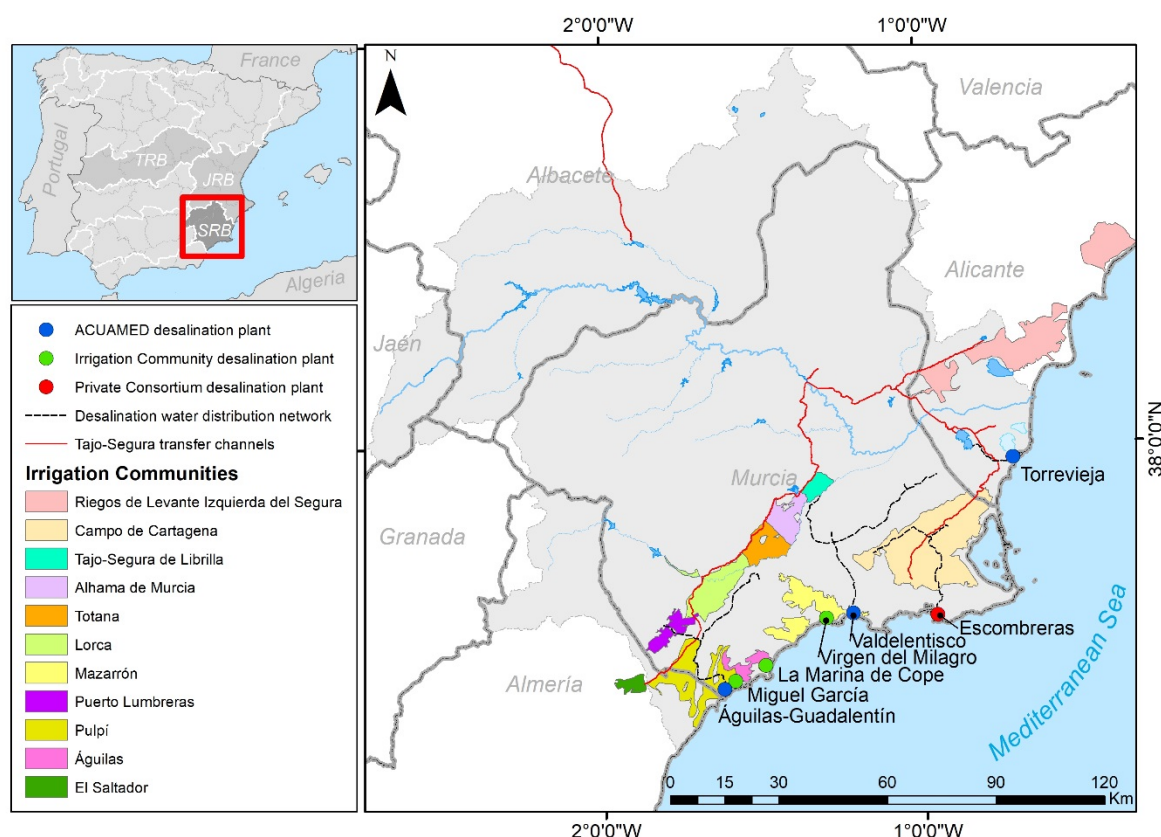 2°0'0"W
1°0'0"W
France
Portugal
TRB
JRB
SRB
Algeria
N
Valencia
Albacete
Alicante
Jaén
Murcia
Granada
Almería
38°0'0"N
Torrevieja
Escombreras
Valdelentisco
Virgen del Milagro
La Marina de Cope
Miguel García
Águilas-Guadalentín
Mediterranean Sea
ACUAMED desalination plant
Irrigation Community desalination plant
Private Consortium desalination plant
Desalination water distribution network
Tajo-Segura transfer channels
Irrigation Communities
Riegos de Levante Izquierda del Segura
Campo de Cartagena
Tajo-Segura de Librilla
Alhama de Murcia
Totana
Lorca
Mazarrón
Puerto Lumbreras
Pulpí
Águilas
El Saltador
0 15 30 60 90 120
Km
2°0'0"W
1°0'0"W